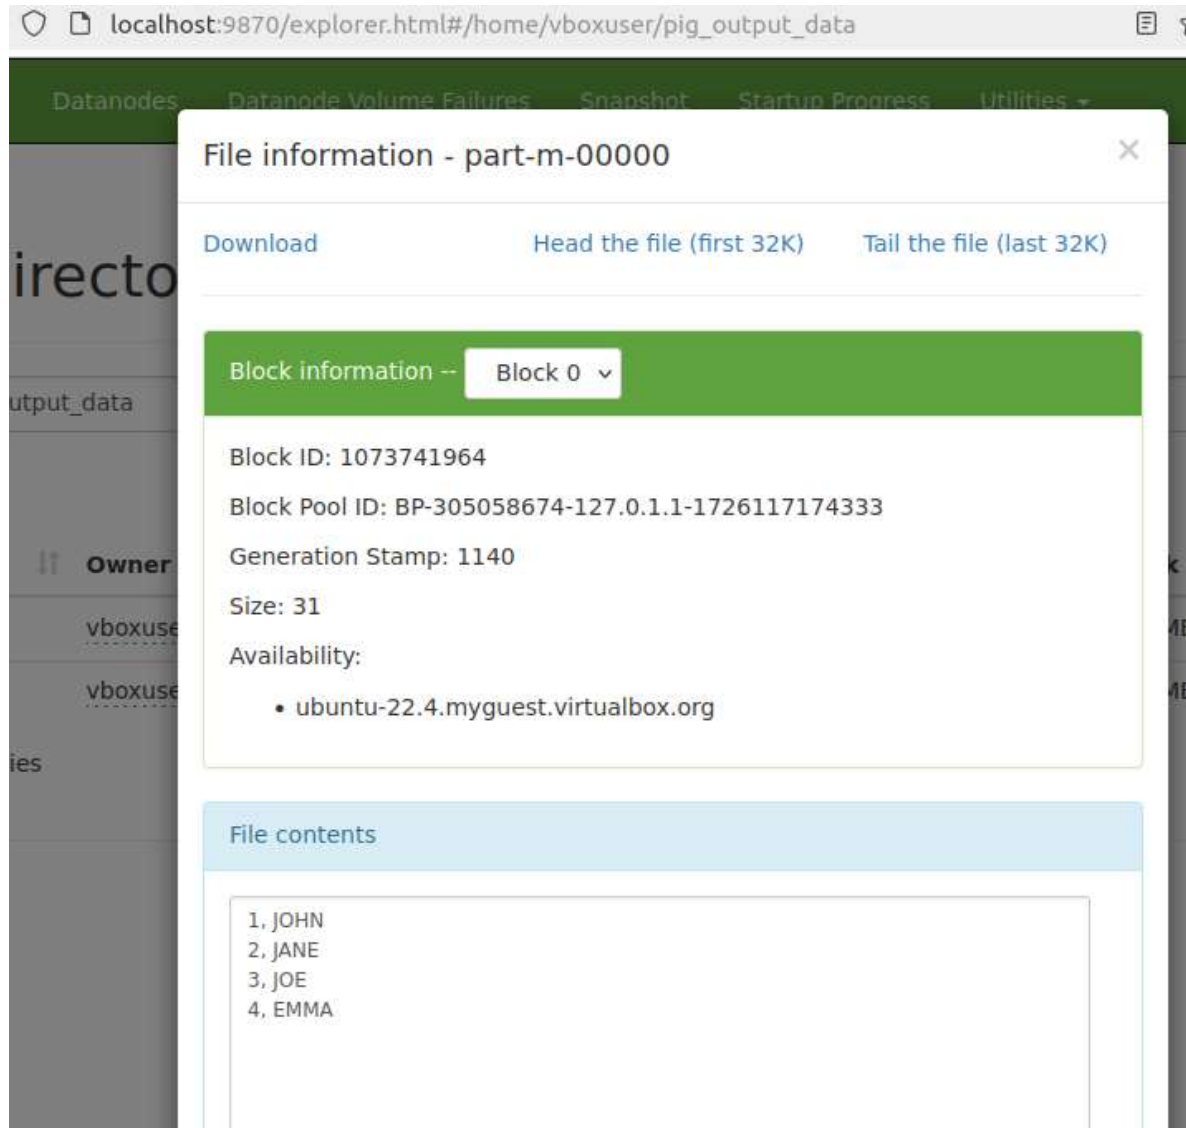 localhost:9870/explorer.html#/home/vboxuser/pig_output_data
Datanodes Datanode Volume Failures Snapshot Startup Progress Utilities
File information - part-m-00000
×
Download Head the file (first 32K) Tail the file (last 32K)
irecto
Block information -- Block 0
utput_data
Block ID: 1073741964
Block Pool ID: BP-305058674-127.0.1.1-1726117174333
Generation Stamp: 1140
Owner
k
Size: 31
vboxuse
Availability:
vboxuse
• ubuntu-22.4.myguest.virtualbox.org
ies
File contents
1, JOHN
2, JANE
3, JOE
4, EMMA